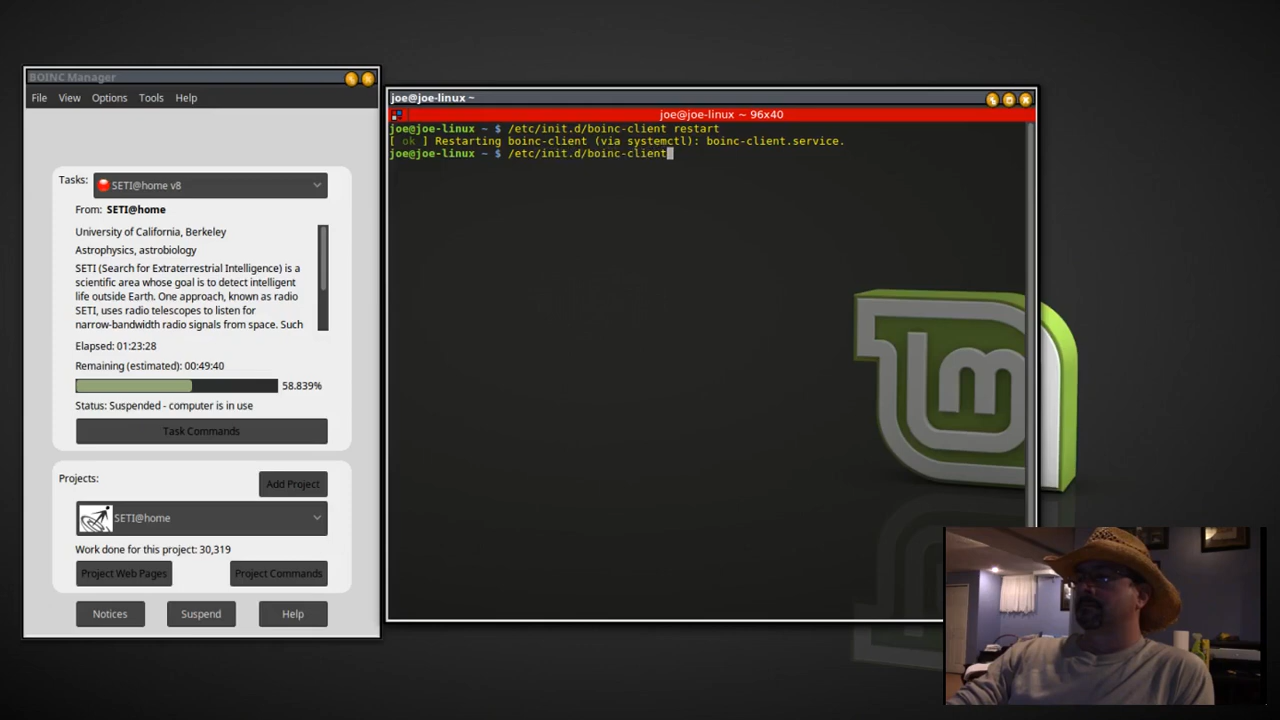 BOINC Manager
File View Options Tools Help
Tasks: SETI@home v8
From: SETI@home
University of California, Berkeley
Astrophysics, astrobiology
SETI (Search for Extraterrestrial Intelligence) is a
scientific area whose goal is to detect intelligent
life outside Earth. One approach, known as radio
SETI, uses radio telescopes to listen for
narrow-bandwidth radio signals from space. Such
Elapsed: 01:23:28
Remaining (estimated): 00:49:40
58.839%
Status: Suspended - computer is in use
Task Commands
Projects:
Add Project
SETI@home
Work done for this project: 30,319
Project Web Pages Project Commands
Notices Suspend Help
joe@joe-linux ~
joe@joe-linux ~ 96x40
joe@joe-linux ~ $ /etc/init.d/boinc-client restart
[ ok ] Restarting boinc-client (via systemctl): boinc-client.service.
joe@joe-linux ~ $ /etc/init.d/boinc-client
lm